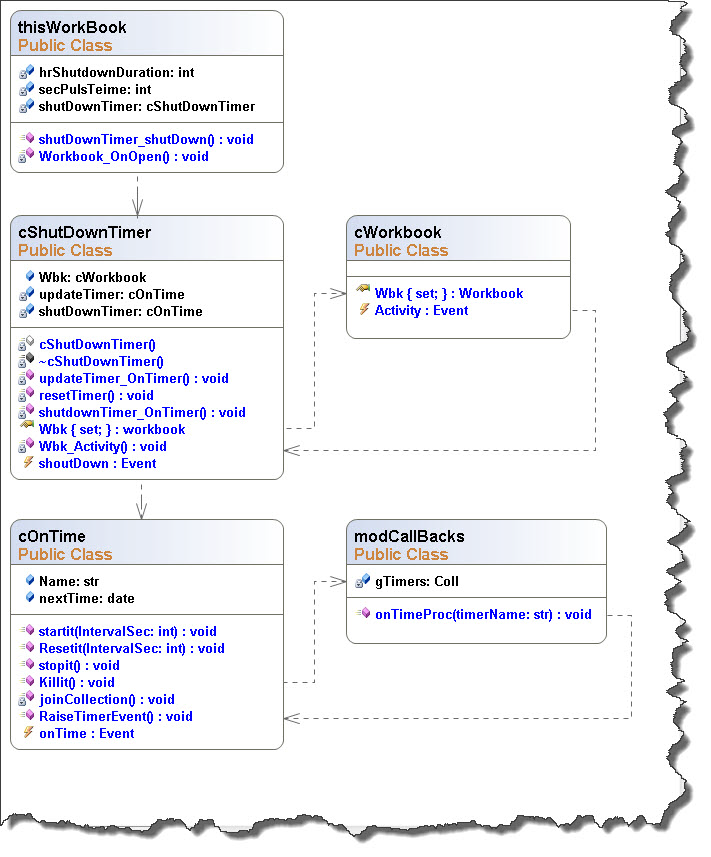 thisWorkBook
Public Class
hrShutdownDuration: int
secPulsTeime: int
shutDownTimer: cShutDownTimer
shutDownTimer_shutDown() : void
Workbook_OnOpen() : void
cShutDownTimer
Public Class
Wbk: cWorkbook
updateTimer: cOnTime
shutDownTimer: cOnTime
cShutDownTimer()
~cShutDownTimer()
updateTimer_OnTimer() : void
resetTimer() : void
shutdownTimer_OnTimer() : void
Wbk { set; } : workbook
Wbk_Activity() : void
shoutDown : Event
cWorkbook
Public Class
Wbk { set; } : Workbook
Activity : Event
cOnTime
Public Class
Name: str
nextTime: date
startit(IntervalSec: int) : void
Resetit(IntervalSec: int) : void
stopit() : void
Killit() : void
joinCollection() : void
RaiseTimerEvent() : void
onTime : Event
modCallBacks
Public Class
gTimers: Coll
onTimeProc(timerName: str) : void